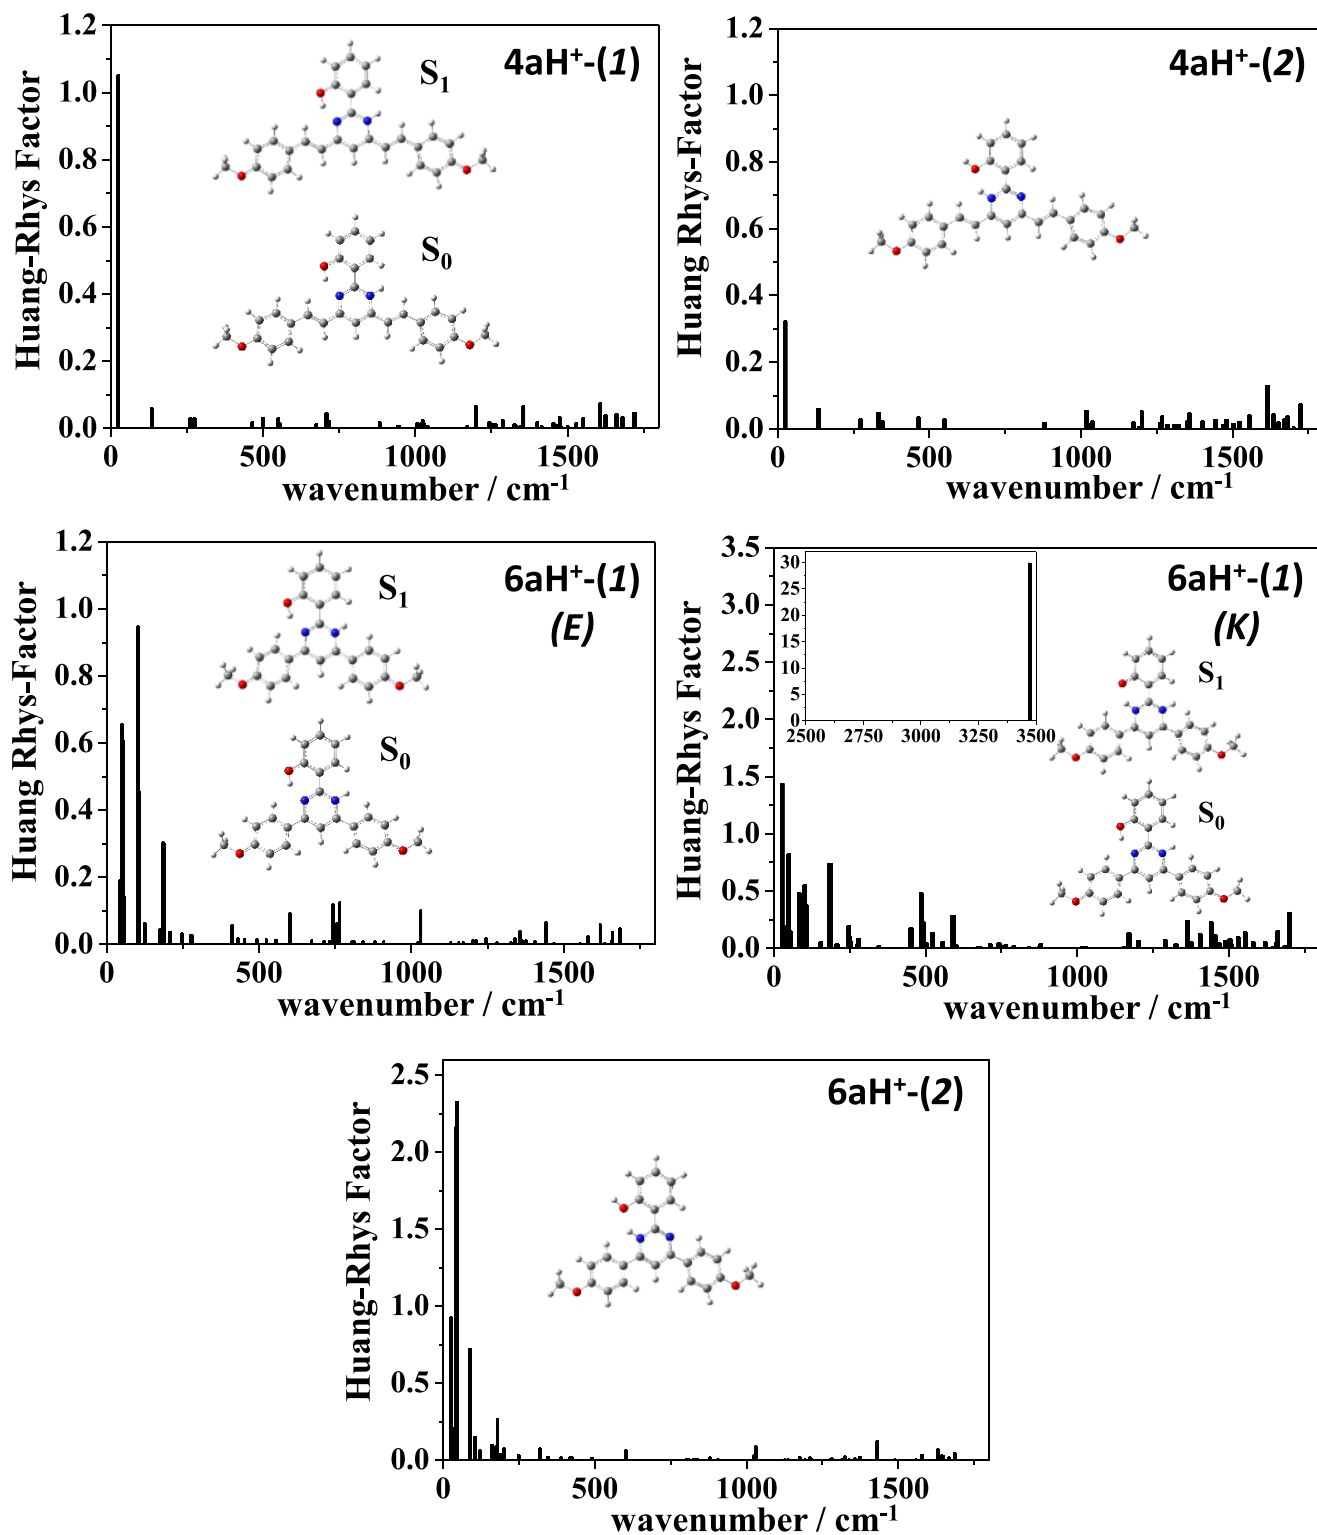 4aH⁺-(1)
S₁
S₀
Huang-Rhys Factor
1.2
1.0
0.8
0.6
0.4
0.2
0.0
0 500 1000 1500
wavenumber / cm⁻¹
4aH⁺-(2)
Huang Rhys-Factor
1.2
1.0
0.8
0.6
0.4
0.2
0.0
0 500 1000 1500
wavenumber / cm⁻¹
6aH⁺-(1)
(E)
S₁
S₀
Huang Rhys-Factor
1.2
1.0
0.8
0.6
0.4
0.2
0.0
0 500 1000 1500
wavenumber / cm⁻¹
6aH⁺-(1)
(K)
S₁
S₀
Huang-Rhys Factor
3.5
3.0
2.5
2.0
1.5
1.0
0.5
0.0
30
25
20
15
10
5
0
2500 2750 3000 3250 3500
0 500 1000 1500
wavenumber / cm⁻¹
6aH⁺-(2)
Huang-Rhys Factor
2.5
2.0
1.5
1.0
0.5
0.0
0 500 1000 1500
wavenumber / cm⁻¹